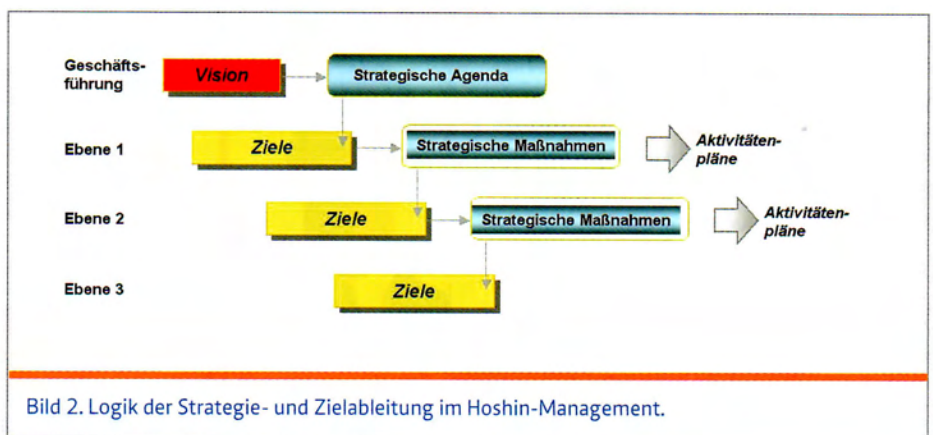 Geschäfts-
führung
Vision
Strategische Agenda
Ebene 1
Ziele
Strategische Maßnahmen
Aktivitäten-
pläne
Ebene 2
Ziele
Strategische Maßnahmen
Aktivitäten-
pläne
Ebene 3
Ziele
Bild 2. Logik der Strategie- und Zielableitung im Hoshin-Management.